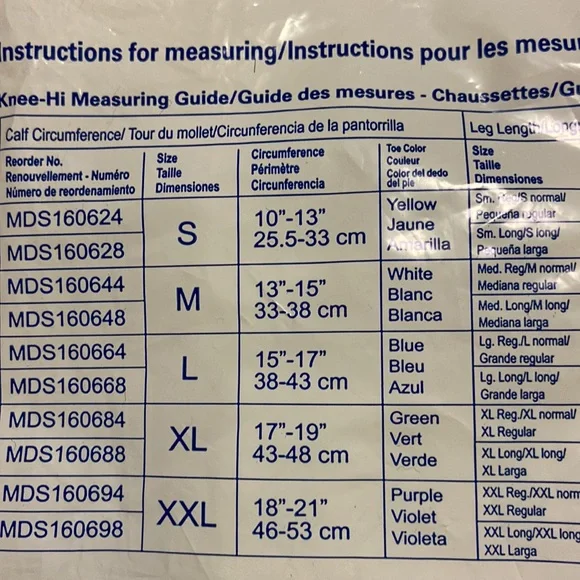 Instructions for measuring/Instructions pour les mesu
Knee-Hi Measuring Guide/Guide des mesures - Chaussettes/Gu
Calf Circumference/ Tour du mollet/Circunferencia de la pantorrilla
Leg Length/Long
Reorder No.
Renouvellement - Numéro
Número de reordenamiento
Size
Taille
Dimensiones
Circumference
Périmètre
Circunferencia
Toe Color
Couleur
Color del dedo
del pie
Size
Taille
Dimensiones
MDS160624
MDS160628
S
10”-13”
25.5-33 cm
Yellow
Jaune
Amarilla
Sm. normal/
Pequeña
Sm. Long/S long/
Pequeña larga
MDS160644
MDS160648
M
13”-15”
33-38 cm
White
Blanc
Blanca
Med. Reg/M normal/
Mediana regular
Med. Long/M long/
Mediana larga
MDS160664
MDS160668
L
15”-17”
38-43 cm
Blue
Bleu
Azul
Lg. Reg./L normal/
Grande regular
Lg. Long/L long/
Grande larga
MDS160684
MDS160688
XL
17”-19”
43-48 cm
Green
Vert
Verde
XL Reg./XL normal/
XL Regular
XL Long/XL long/
XL Larga
MDS160694
MDS160698
XXL
18”-21”
46-53 cm
Purple
Violet
Violeta
XXL Reg./XXL norm
XXL Regular
XXL Long/XXL long
XXL Larga